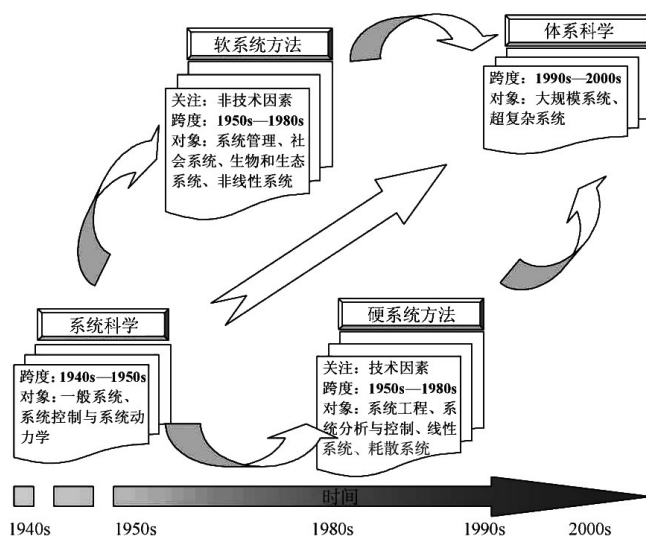 软系统方法
关注：非技术因素
跨度：1950s—1980s
对象：系统管理、社
会系统、生物和生态
系统、非线性系统
体系科学
跨度：1990s—2000s
对象：大规模系统、
超复杂系统
系统科学
跨度：1940s—1950s
对象：一般系统、
系统控制与系统动
力学
硬系统方法
关注：技术因素
跨度：1950s—1980s
对象：系统工程、系
统分析与控制、线性
系统、耗散系统
时间
1940s
1950s
1980s
1990s
2000s